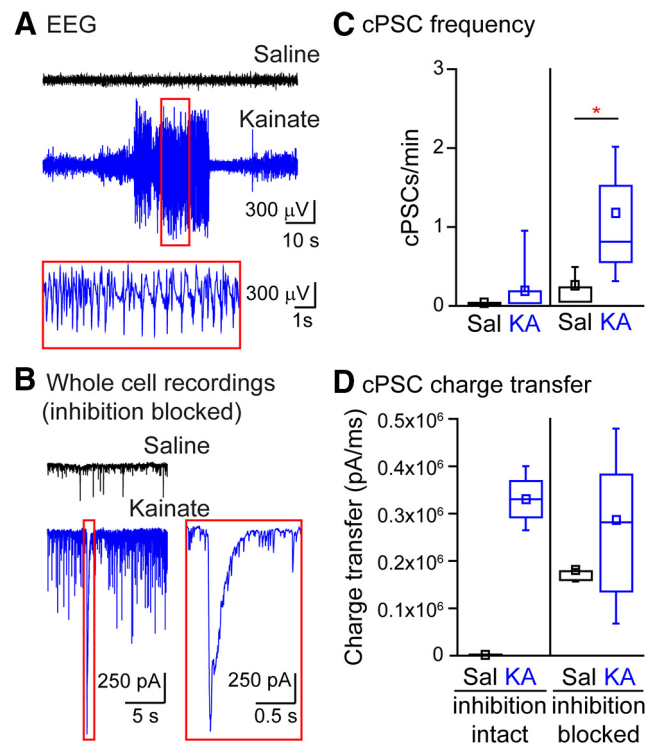 A EEG
Saline
Kainate
300 µV
10 s
300 µV
1s
B Whole cell recordings
(inhibition blocked)
Saline
Kainate
250 pA
5 s
250 pA
0.5 s
C cPSC frequency
cPSCs/min
3
2
1
0
*
Sal KA
Sal KA
D cPSC charge transfer
Charge transfer (pA/ms)
0.5x10⁶
0.4x10⁶
0.3x10⁶
0.2x10⁶
0.1x10⁶
0
Sal KA
Sal KA
inhibition
intact
inhibition
blocked